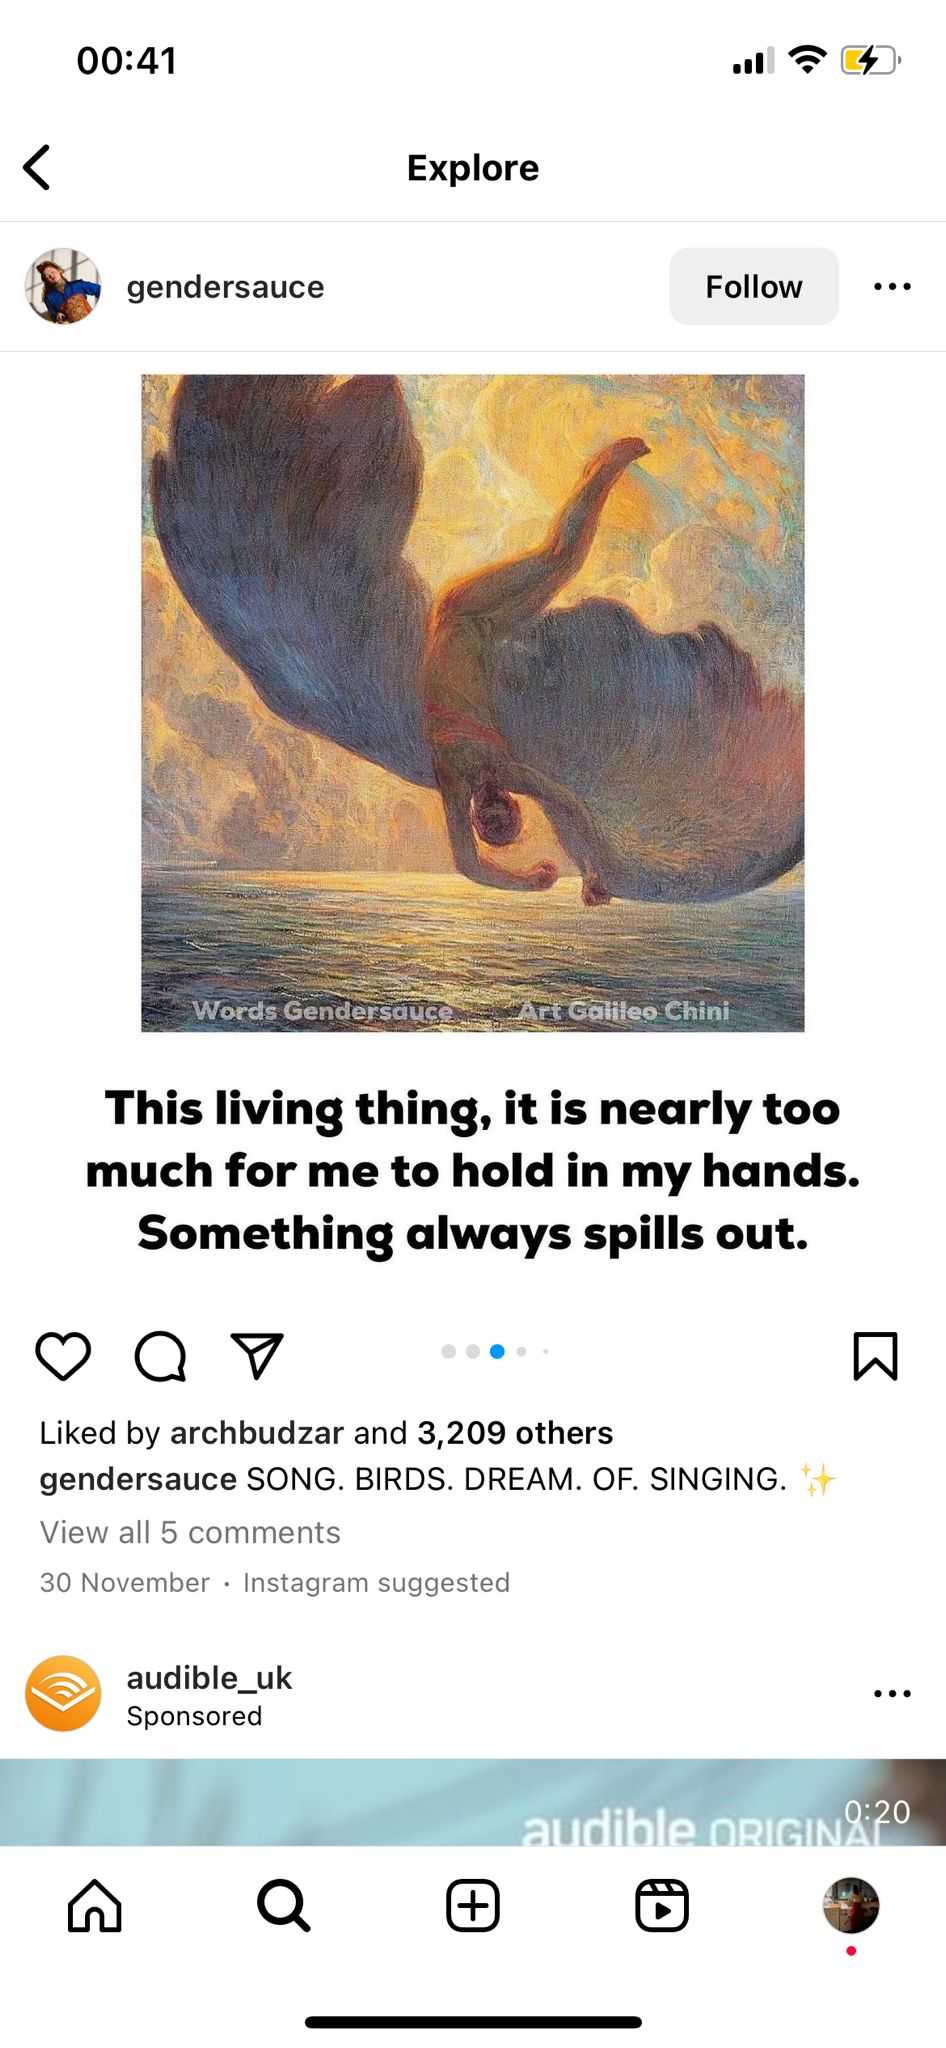 00:41
Explore
gendersauce
Follow
Words Gendersauce
Art Galileo Chini
This living thing, it is nearly too
much for me to hold in my hands.
Something always spills out.
Liked by archbudzar and 3,209 others
gendersauce SONG. BIRDS. DREAM. OF. SINGING. ✨
View all 5 comments
30 November • Instagram suggested
audible_uk
Sponsored
0:20
audible ORIGINAL